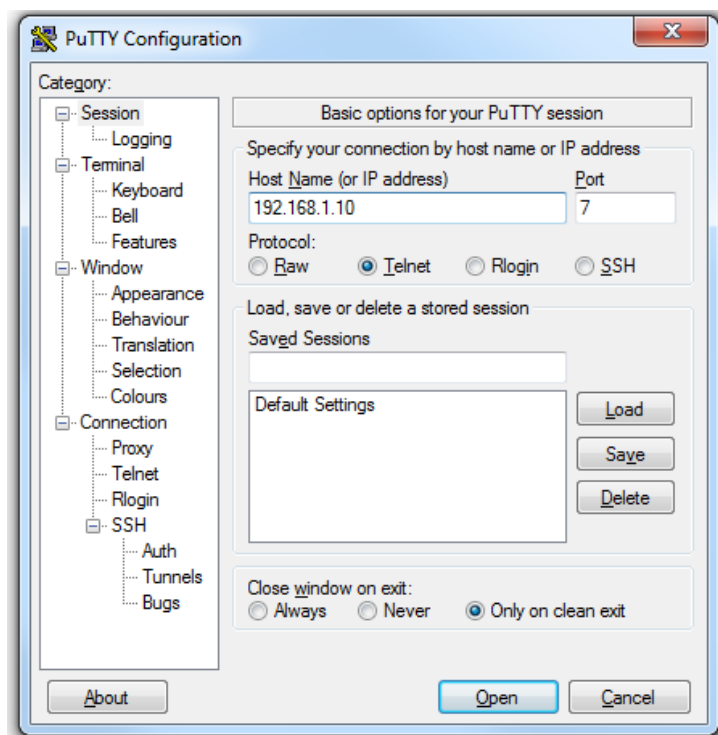 PuTTY Configuration
Category:
Session
Logging
Terminal
Keyboard
Bell
Features
Window
Appearance
Behaviour
Translation
Selection
Colours
Connection
Proxy
Telnet
Rlogin
SSH
Auth
Tunnels
Bugs
Basic options for your PuTTY session
Specify your connection by host name or IP address
Host Name (or IP address) Port
192.168.1.10 7
Protocol:
Raw Telnet Rlogin SSH
Load, save or delete a stored session
Saved Sessions
Default Settings
Load
Save
Delete
Close window on exit:
Always Never Only on clean exit
About Open Cancel